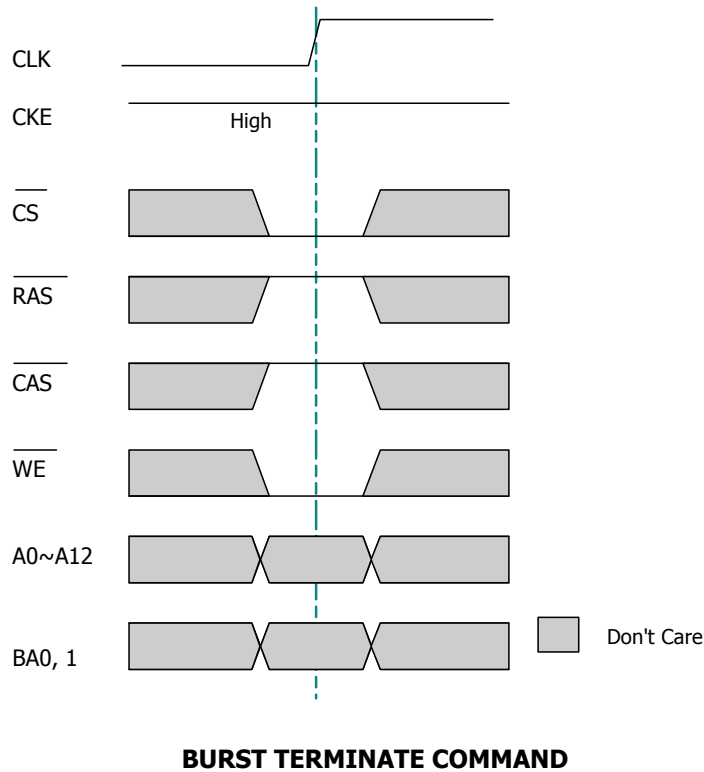 CLK
CKE
High
CS
RAS
CAS
WE
A0~A12
BA0, 1
Don't Care
BURST TERMINATE COMMAND